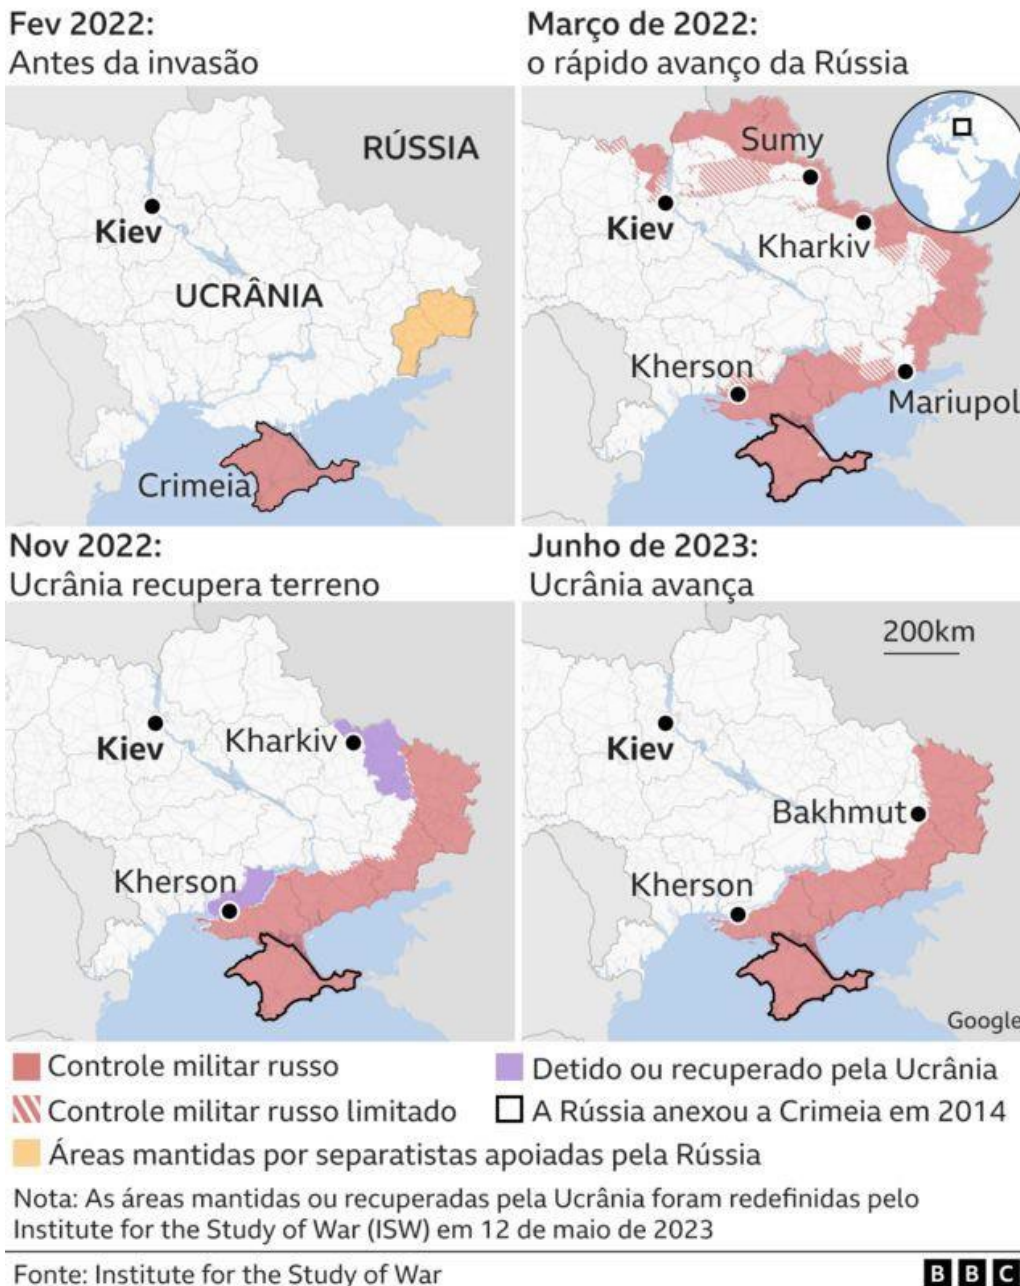 Fev 2022:
Antes da invasão
RÚSSIA
Kiev
UCRÂNIA
Crimeia
Março de 2022:
o rápido avanço da Rússia
Sumy
Kiev
Kharkiv
Kherson
Mariupol
Nov 2022:
Ucrânia recupera terreno
Kharkiv
Kiev
Kherson
Junho de 2023:
Ucrânia avança
200km
Kiev
Bakhmut
Kherson
Google
Controle militar russo
Detido ou recuperado pela Ucrânia
Controle militar russo limitado
A Rússia anexou a Crimeia em 2014
Áreas mantidas por separatistas apoiadas pela Rússia
Nota: As áreas mantidas ou recuperadas pela Ucrânia foram redefinidas pelo
Institute for the Study of War (ISW) em 12 de maio de 2023
Fonte: Institute for the Study of War
BBC